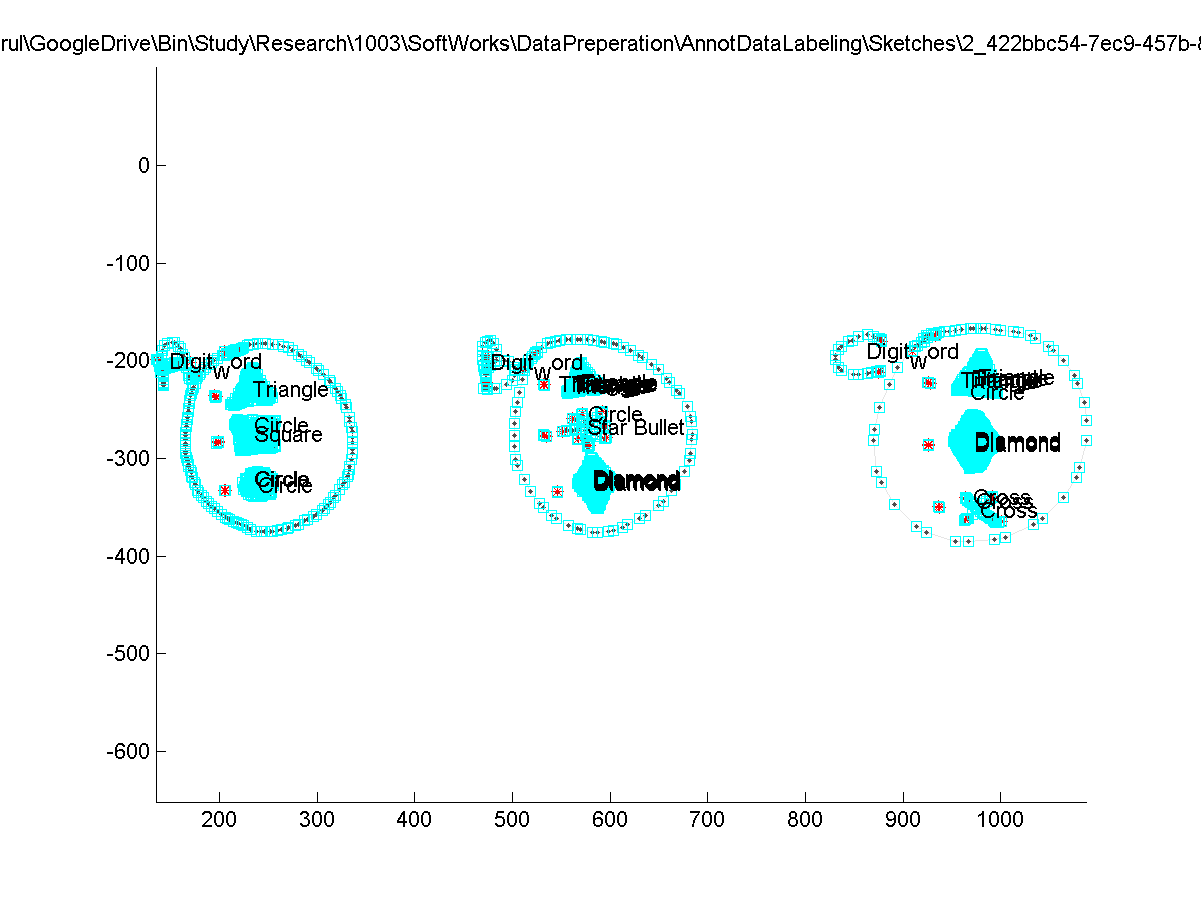 rul\GoogleDrive\Bin\Study\Research\1003\SoftWorks\DataPreperation\AnnotDataLabeling\Sketches\2_422bbc54-7ec9-457b-8
0
-100
-200
-300
-400
-500
-600
Digit word
w
Triangle
Circle
Square
Circle
Circle
Digit word
w
Circle
Star Bullet
Diamond
Digit word
w
Triangle
Circle
Diamond
Cross
Cross
Cross
200 300 400 500 600 700 800 900 1000